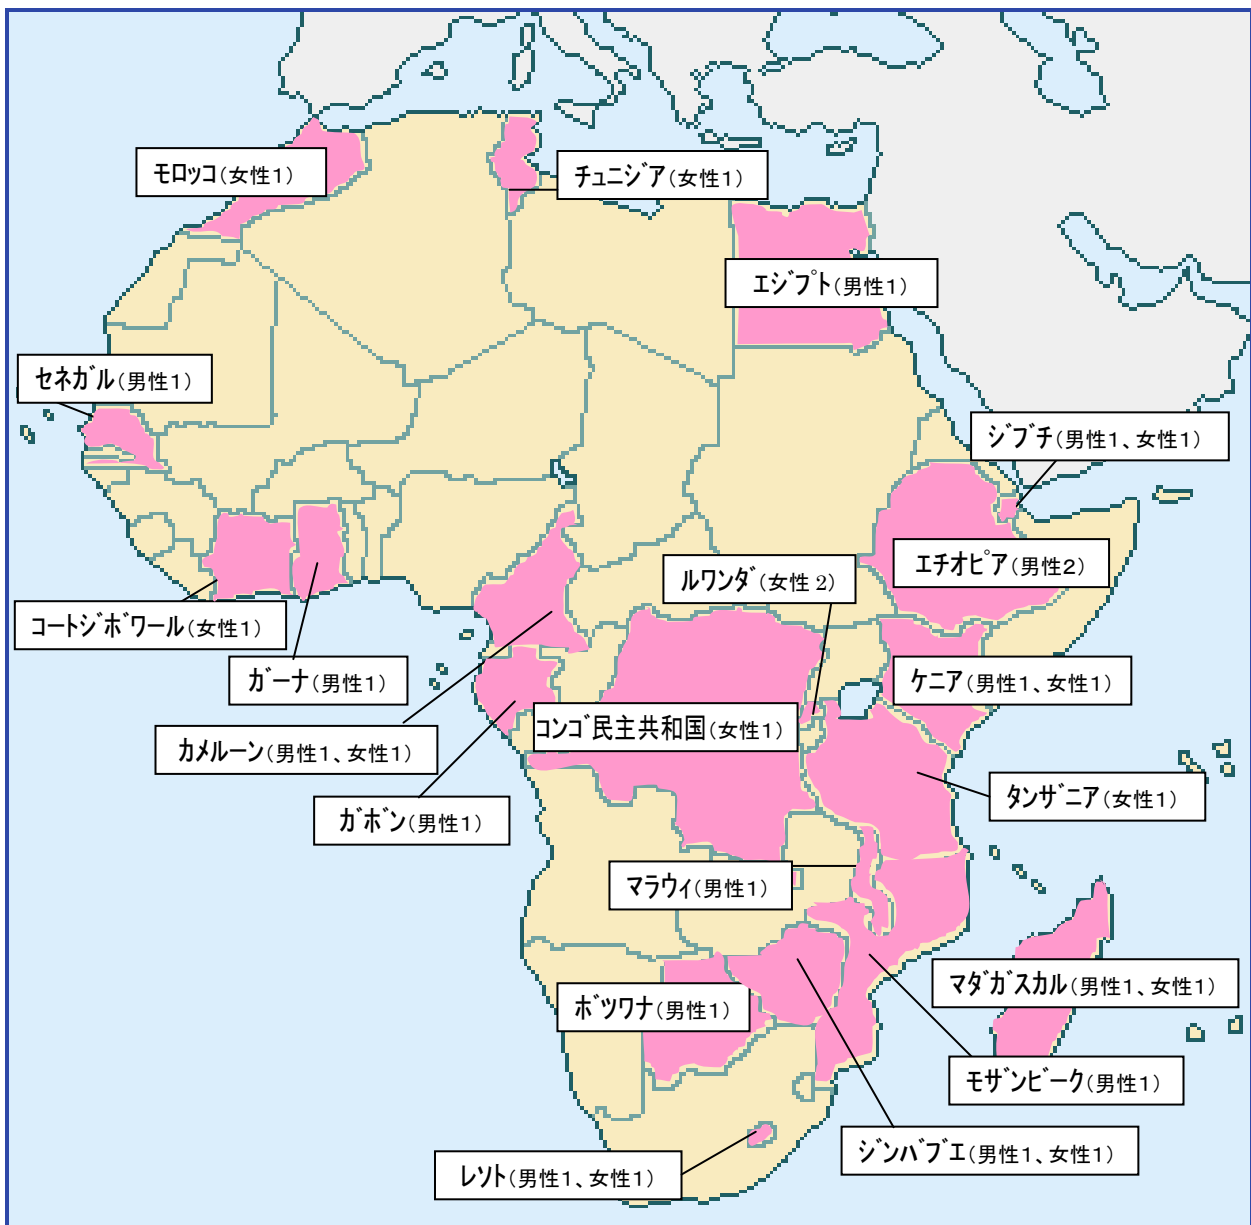 モロッコ(女性1)
チュニジア(女性1)
エジプト(男性1)
セネガル(男性1)
ジブチ(男性1、女性1)
エチオピア(男性2)
ルワンダ(女性 2)
コートジボワール(女性1)
ガーナ(男性1)
ケニア(男性1、女性1)
コンゴ民主共和国(女性1)
カメルーン(男性1、女性1)
タンザニア(女性1)
ガボン(男性1)
マラウィ(男性1)
マダガスカル(男性1、女性1)
ボツワナ(男性1)
モザンビーク(男性1)
ジンバブエ(男性1、女性1)
レソト(男性1、女性1)